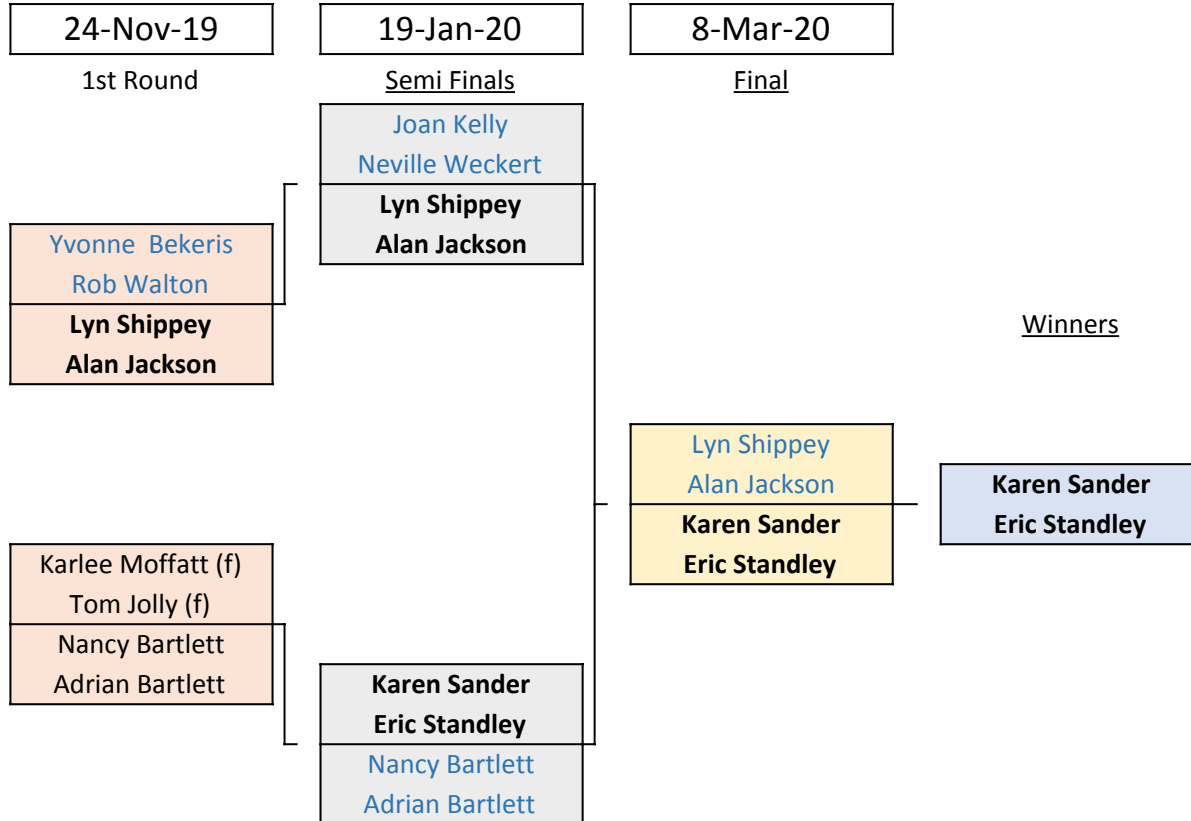 24-Nov-19
19-Jan-20
8-Mar-20
1st Round
Semi Finals
Final
Joan Kelly
Neville Weckert
Lyn Shippey
Alan Jackson
Yvonne  Bekeris
Rob Walton
Lyn Shippey
Alan Jackson
Winners
Lyn Shippey
Alan Jackson
Karen Sander
Eric Standley
Karen Sander
Eric Standley
Karlee Moffatt (f)
Tom Jolly (f)
Nancy Bartlett
Adrian Bartlett
Karen Sander
Eric Standley
Nancy Bartlett
Adrian Bartlett